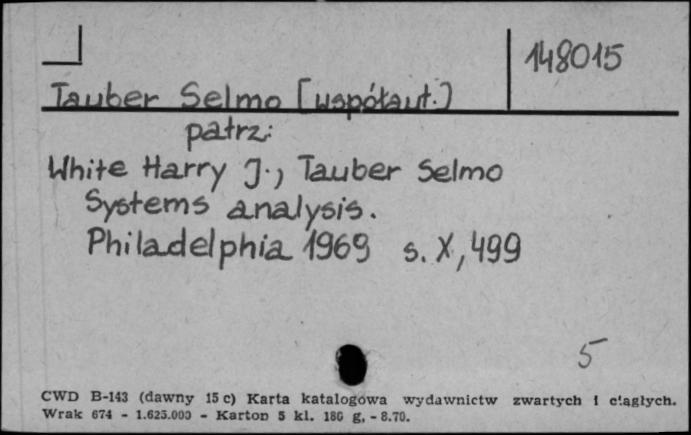 148015
Tauber Selmo [współaut.]
patrz:
White Harry J., Tauber Selmo
Systems analysis.
Philadelphia 1969 s. X, 499
5
CWD B-143 (dawny 15 c) Karta katalogowa wydawnictw zwartych i ciągłych.
Wrak 674 - 1.625.000 - Karton 5 kl. 180 g. - 8.70.